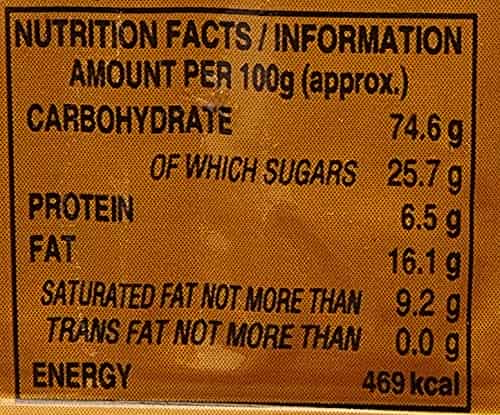 NUTRITION FACTS / INFORMATION
AMOUNT PER 100g (approx.)
CARBOHYDRATE 74.6 g
OF WHICH SUGARS 25.7 g
PROTEIN 6.5 g
FAT 16.1 g
SATURATED FAT NOT MORE THAN 9.2 g
TRANS FAT NOT MORE THAN 0.0 g
ENERGY 469 kcal